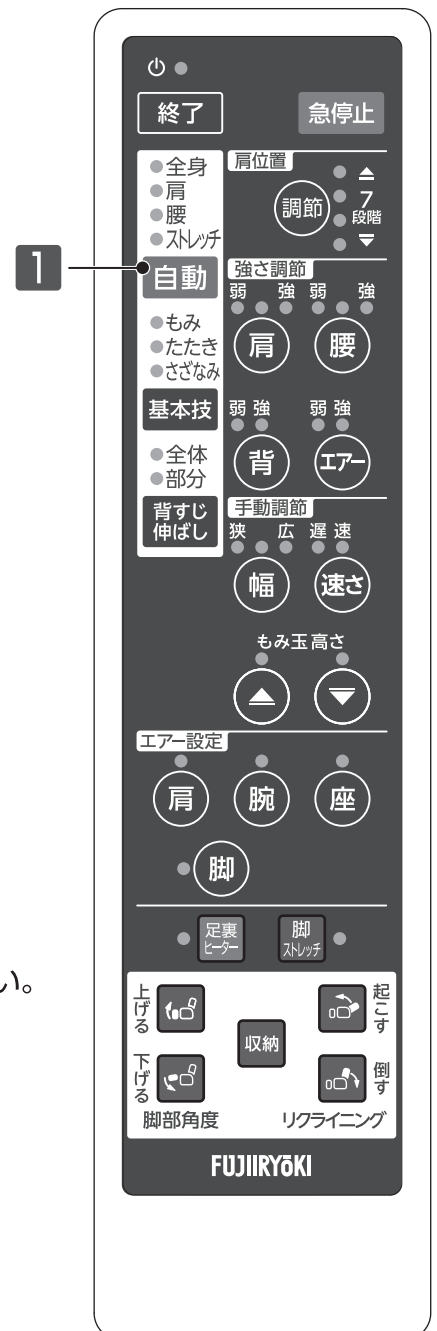 終了
急停止
全身
肩
腰
ストレッチ
1
自動
もみ
たたき
さざなみ
基本技
全体
部分
背すじ
伸ばし
肩位置
調節
7
段階
強さ調節
弱 強 弱 強
肩 腰
弱 強 弱 強
背 エアー
手動調節
狭 広 遅 速
幅 速さ
もみ玉高さ
エアー設定
肩 腕 座
脚
足裏
ヒーター
脚
ストレッチ
い。
上げる
下げる
脚部角度
収納
起こす
倒す
リクライニング
FUJIIRYōKI